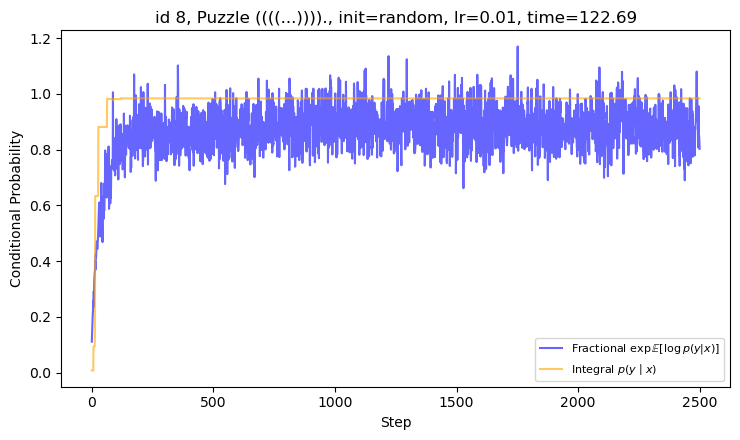 id 8, Puzzle ((((...))))., init=random, lr=0.01, time=122.69
Conditional Probability
1.2
1.0
0.8
0.6
0.4
0.2
0.0
Fractional exp𝔼[log p(y|x)]
Integral p(y | x)
0
500
1000
1500
2000
2500
Step